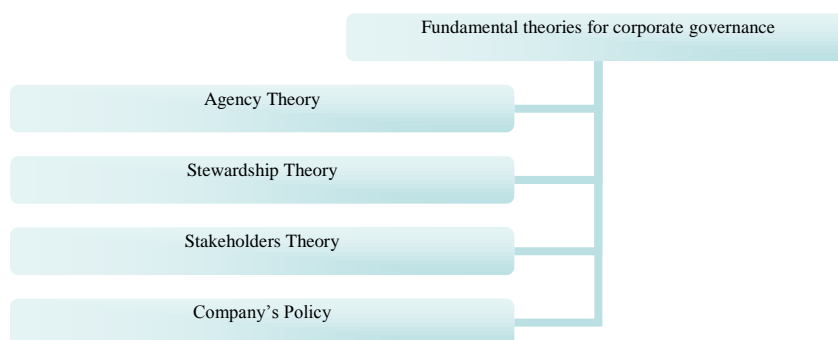 Fundamental theories for corporate governance
Agency Theory
Stewardship Theory
Stakeholders Theory
Company’s Policy